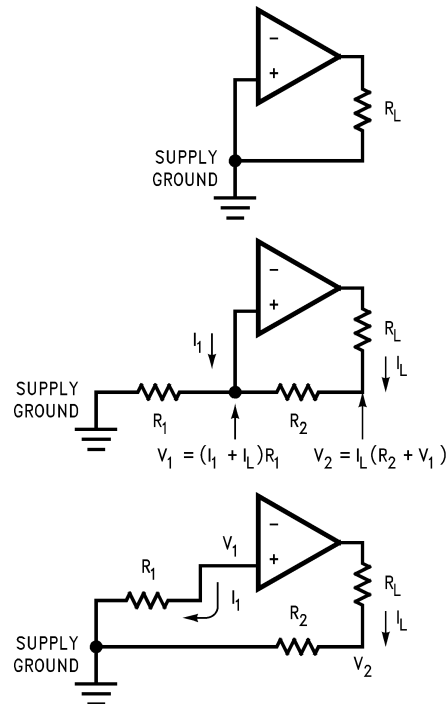 −
+
R_L
SUPPLY
GROUND
−
+
I_1
R_L
I_L
SUPPLY
GROUND
R_1
R_2
V_1 = (I_1 + I_L)R_1
V_2 = I_L(R_2 + V_1)
−
V_1
+
R_1
R_L
I_1
R_2
I_L
SUPPLY
GROUND
V_2